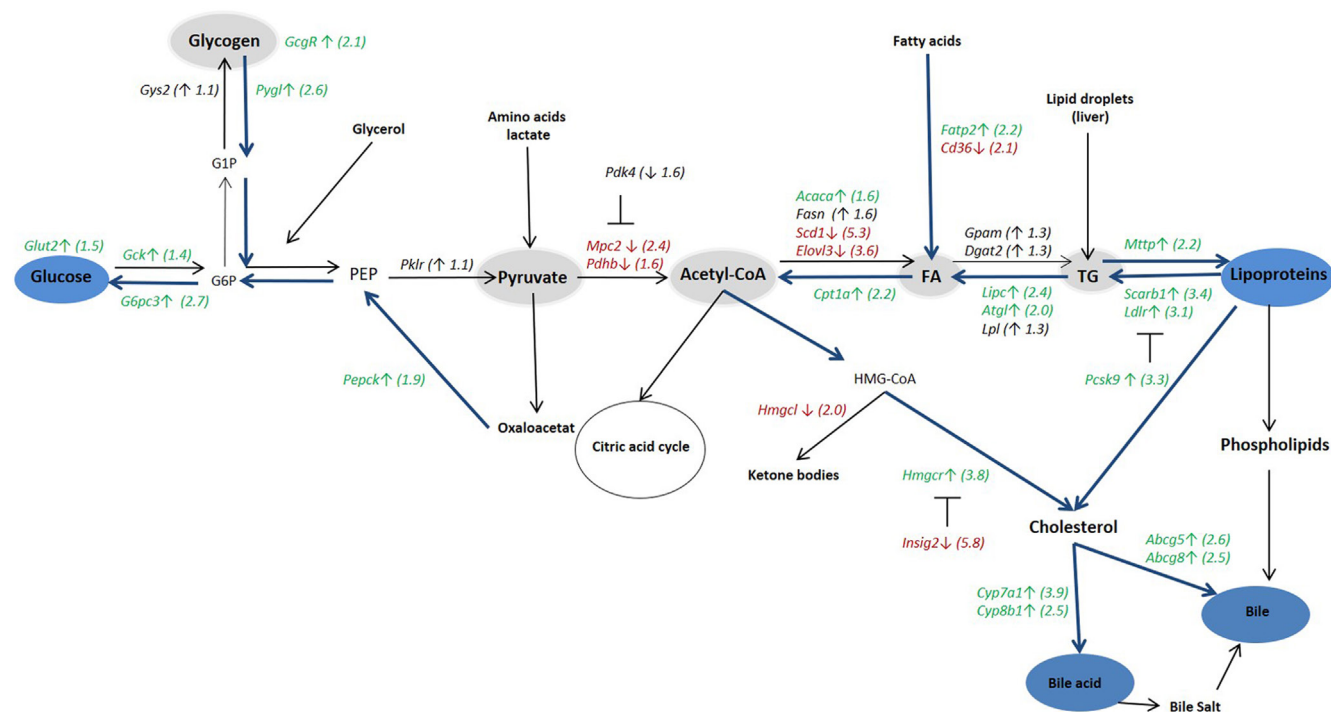 Glycogen
GcgR ↑ (2.1)
Gys2 (↑ 1.1)
Pygl↑ (2.6)
Glycerol
G1P
Glut2↑ (1.5)
Glucose
Gck↑ (1.4)
G6pc3↑ (2.7)
G6P
PEP
Pklr (↑ 1.1)
Pepck↑ (1.9)
Amino acids
lactate
Pyruvate
Oxaloacetat
Pdk4 (↓ 1.6)
Mpc2 ↓ (2.4)
Pdhb↓ (1.6)
Acetyl-CoA
Citric acid cycle
Fatty acids
Fatp2↑ (2.2)
Cd36↓ (2.1)
Acaca↑ (1.6)
Fasn (↑ 1.6)
Scd1↓ (5.3)
Elovl3↓ (3.6)
Cpt1a↑ (2.2)
FA
Lipid droplets
(liver)
Gpam (↑ 1.3)
Dgat2 (↑ 1.3)
Lipc↑ (2.4)
Atgl↑ (2.0)
Lpl (↑ 1.3)
TG
Mttp↑ (2.2)
Scarb1↑ (3.4)
Ldlr↑ (3.1)
Lipoproteins
Pcsk9 ↑ (3.3)
HMG-CoA
Hmgcl ↓ (2.0)
Ketone bodies
Hmgcr↑ (3.8)
Insig2↓ (5.8)
Phospholipids
Cholesterol
Abcg5↑ (2.6)
Abcg8↑ (2.5)
Cyp7a1↑ (3.9)
Cyp8b1↑ (2.5)
Bile
Bile acid
Bile Salt